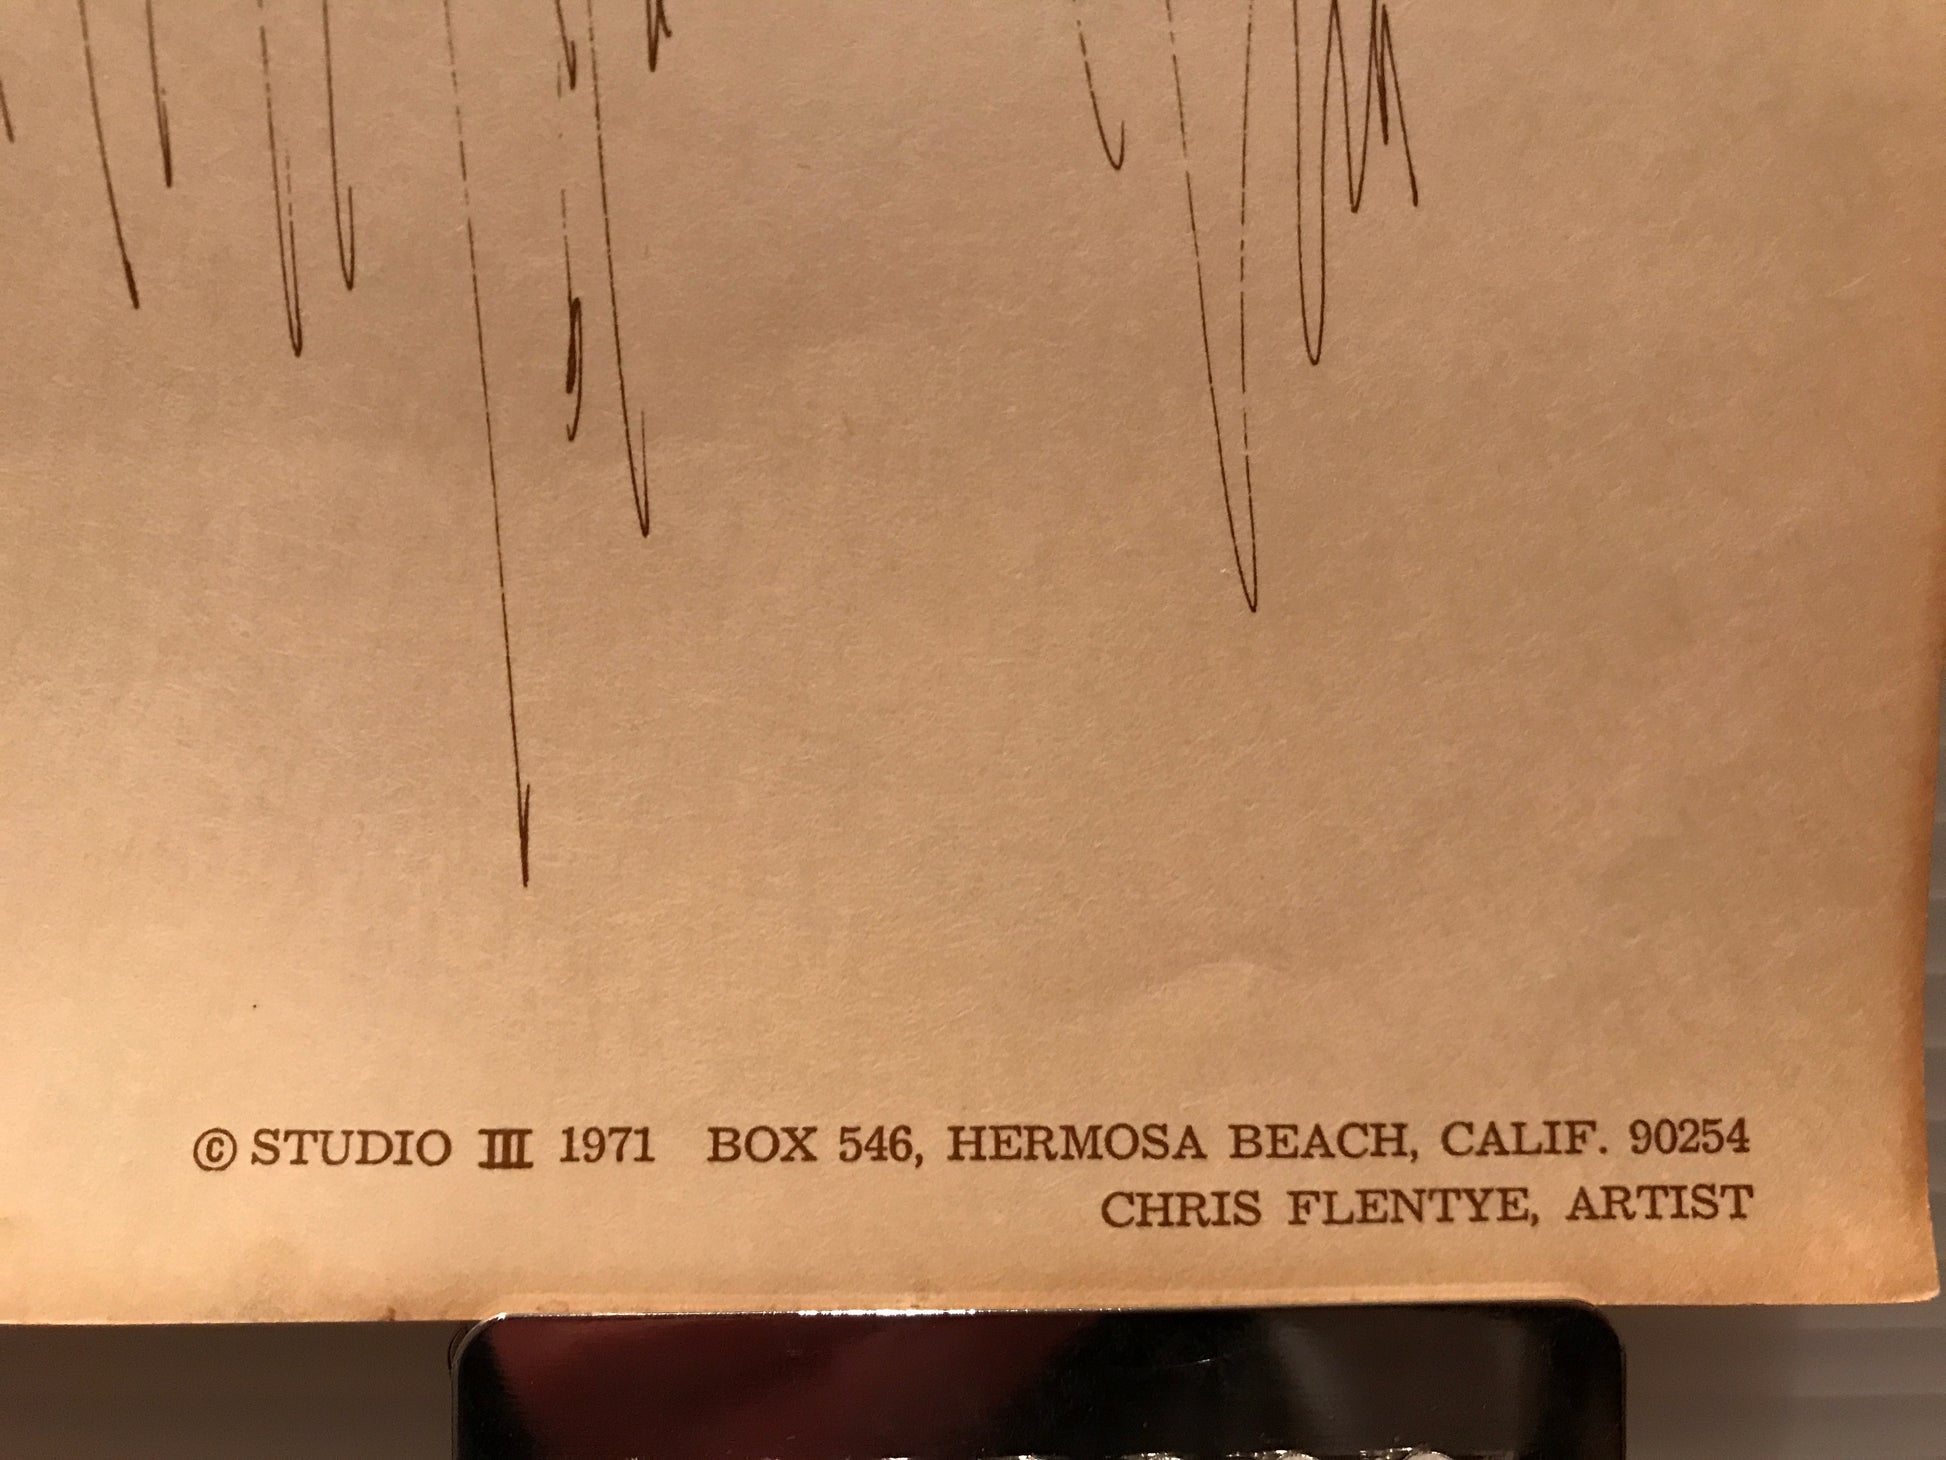 © STUDIO III 1971 BOX 546, HERMOSA BEACH, CALIF. 90254
CHRIS FLENTYE, ARTIST